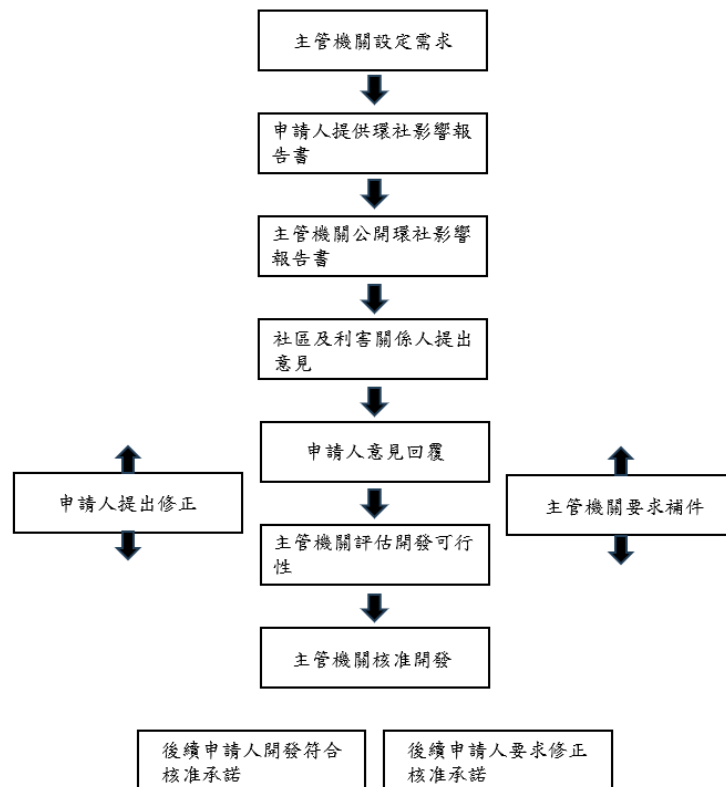 主管機關設定需求
申請人提供環社影響報
告書
主管機關公開環社影響
報告書
社區及利害關係人提出
意見
申請人意見回覆
申請人提出修正
主管機關要求補件
主管機關評估開發可行
性
主管機關核准開發
後續申請人開發符合
核准承諾
後續申請人要求修正
核准承諾